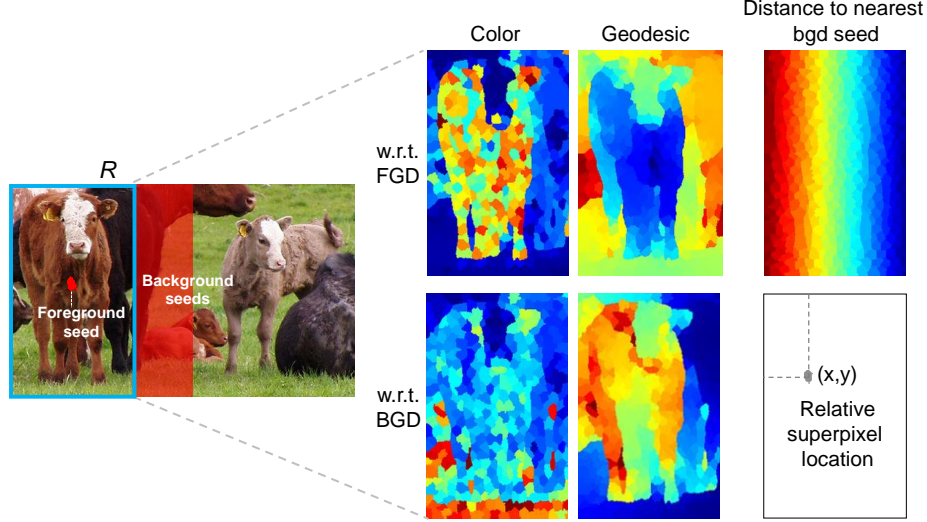 Distance to nearest
bgd seed
Color
Geodesic
w.r.t.
FGD
R
Background
seeds
Foreground
seed
w.r.t.
BGD
(x,y)
Relative
superpixel
location